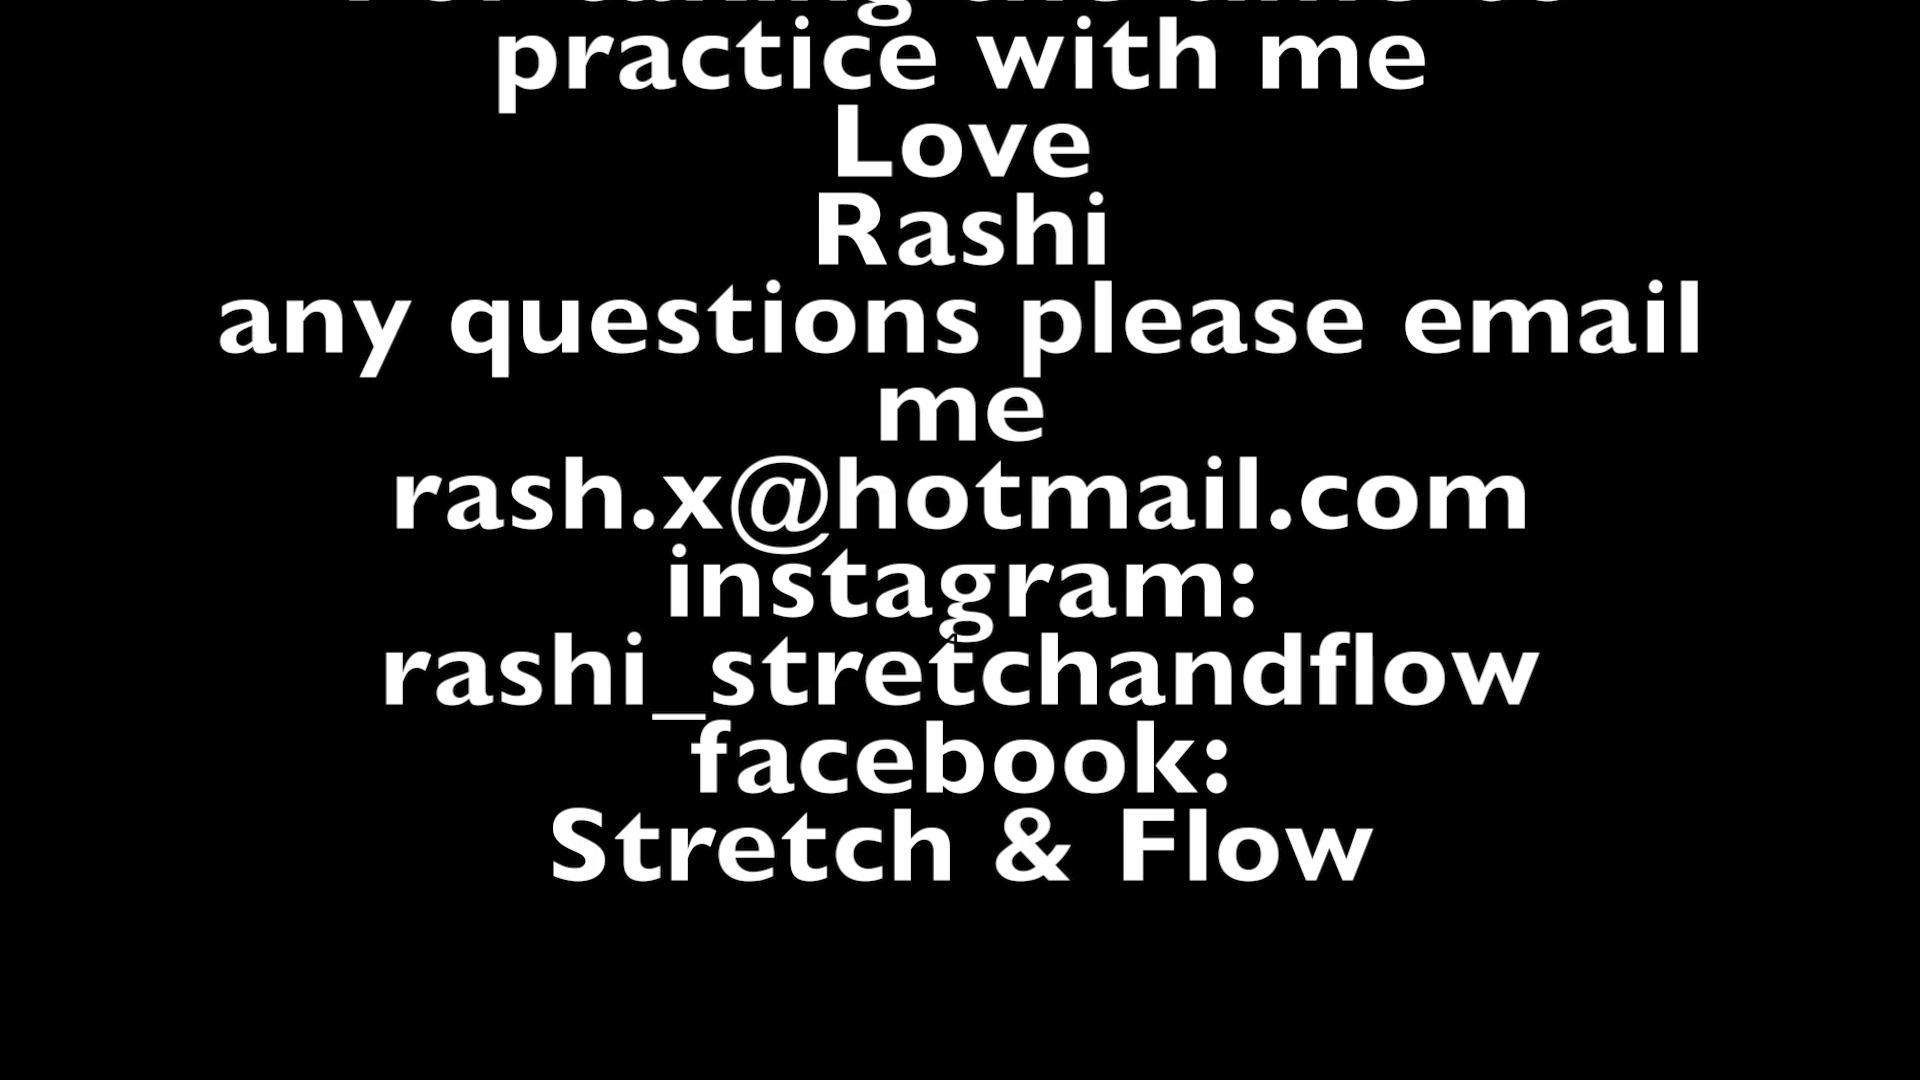 practice with me
Love
Rashi
any questions please email
me
rash.x@hotmail.com
instagram:
rashi_stretchandflow
facebook:
Stretch & Flow